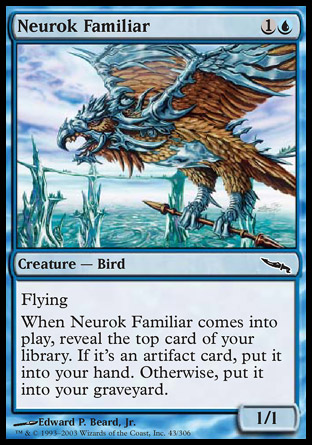 Neurok Familiar 1
Creature — Bird
Flying
When Neurok Familiar comes into
play, reveal the top card of your
library. If it's an artifact card, put it
into your hand. Otherwise, put it
into your graveyard.
Edward P. Beard, Jr.
™ & © 1993–2003 Wizards of the Coast, Inc. 43/306
1/1